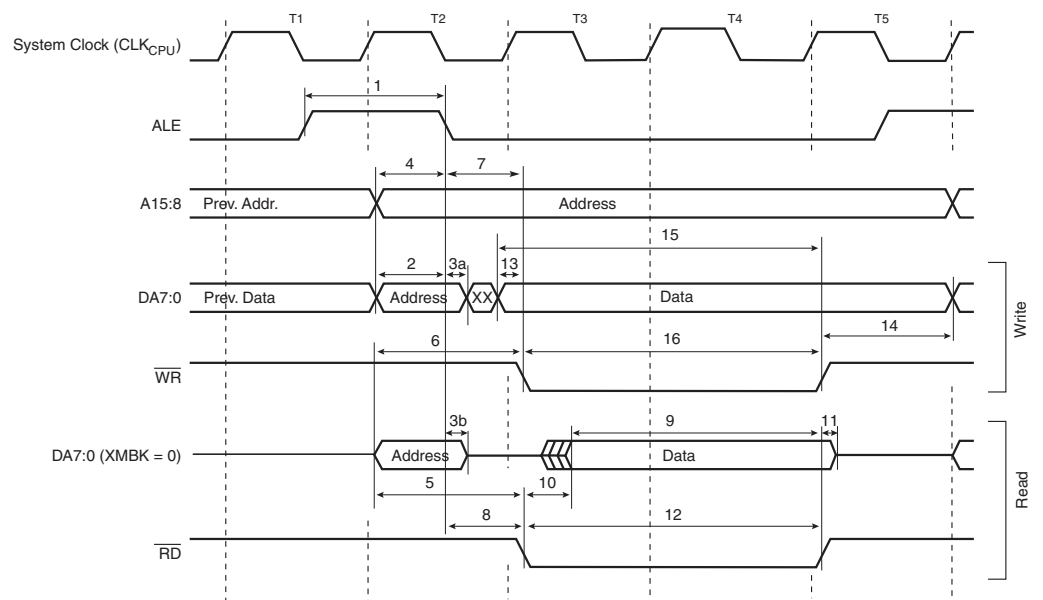 T1 T2 T3 T4 T5
System Clock (CLKCPU)
1
ALE
4 7
A15:8 Prev. Addr. Address
15
2 3a 13
DA7:0 Prev. Data Address XX Data
14
6 16
WR
Write
3b 9 11
DA7:0 (XMBK = 0) Address Data
5 10
8 12
RD
Read